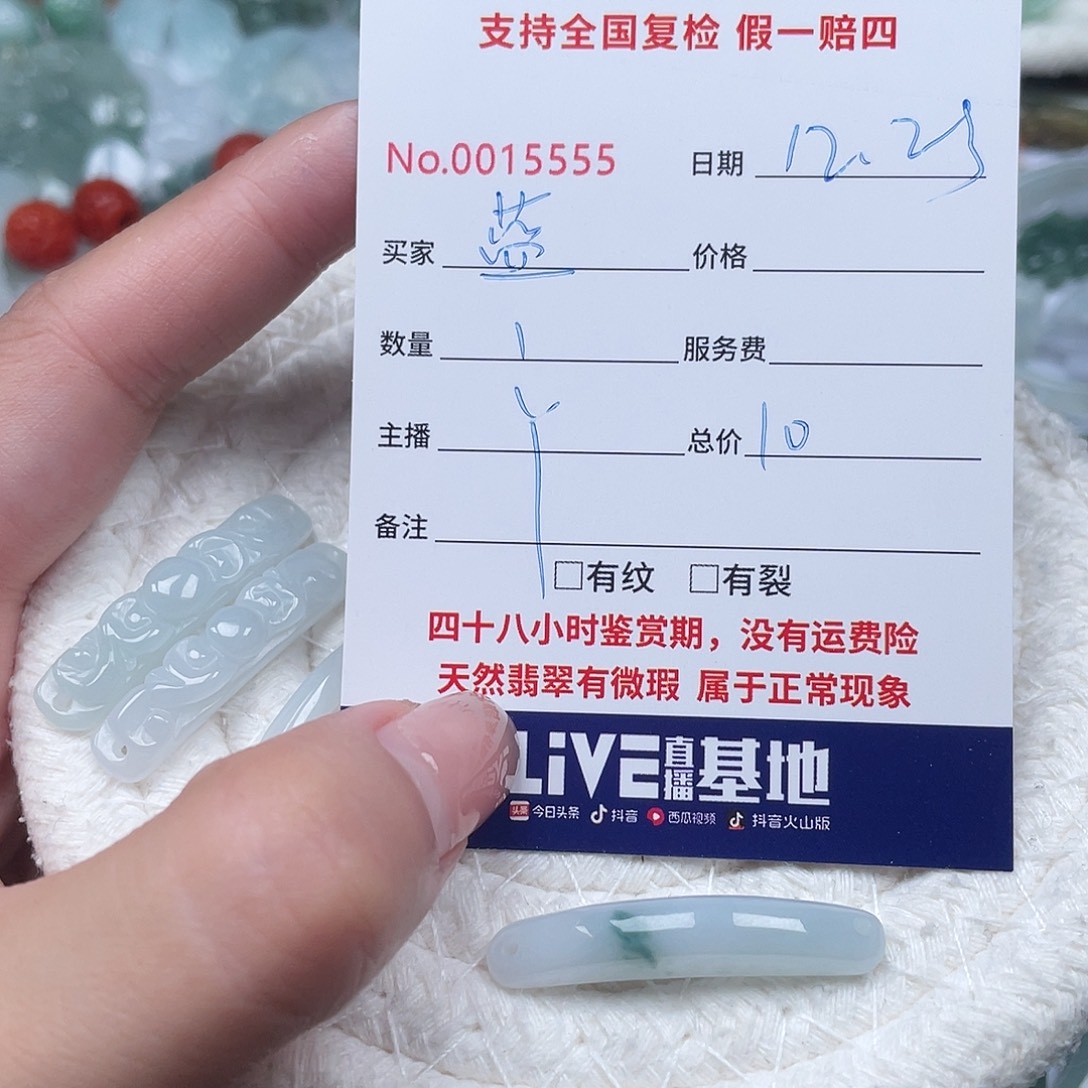 支持全国复检 假一赔四
No.0015555 日期 12.25
买家 蓝 价格
数量 1 服务费
主播 丫 总价 10
备注
□有纹 □有裂
四十八小时鉴赏期，没有运费险
天然翡翠有微瑕 属于正常现象
LiVE直播基地
头条 今日头条 抖音 西瓜视频 抖音火山版